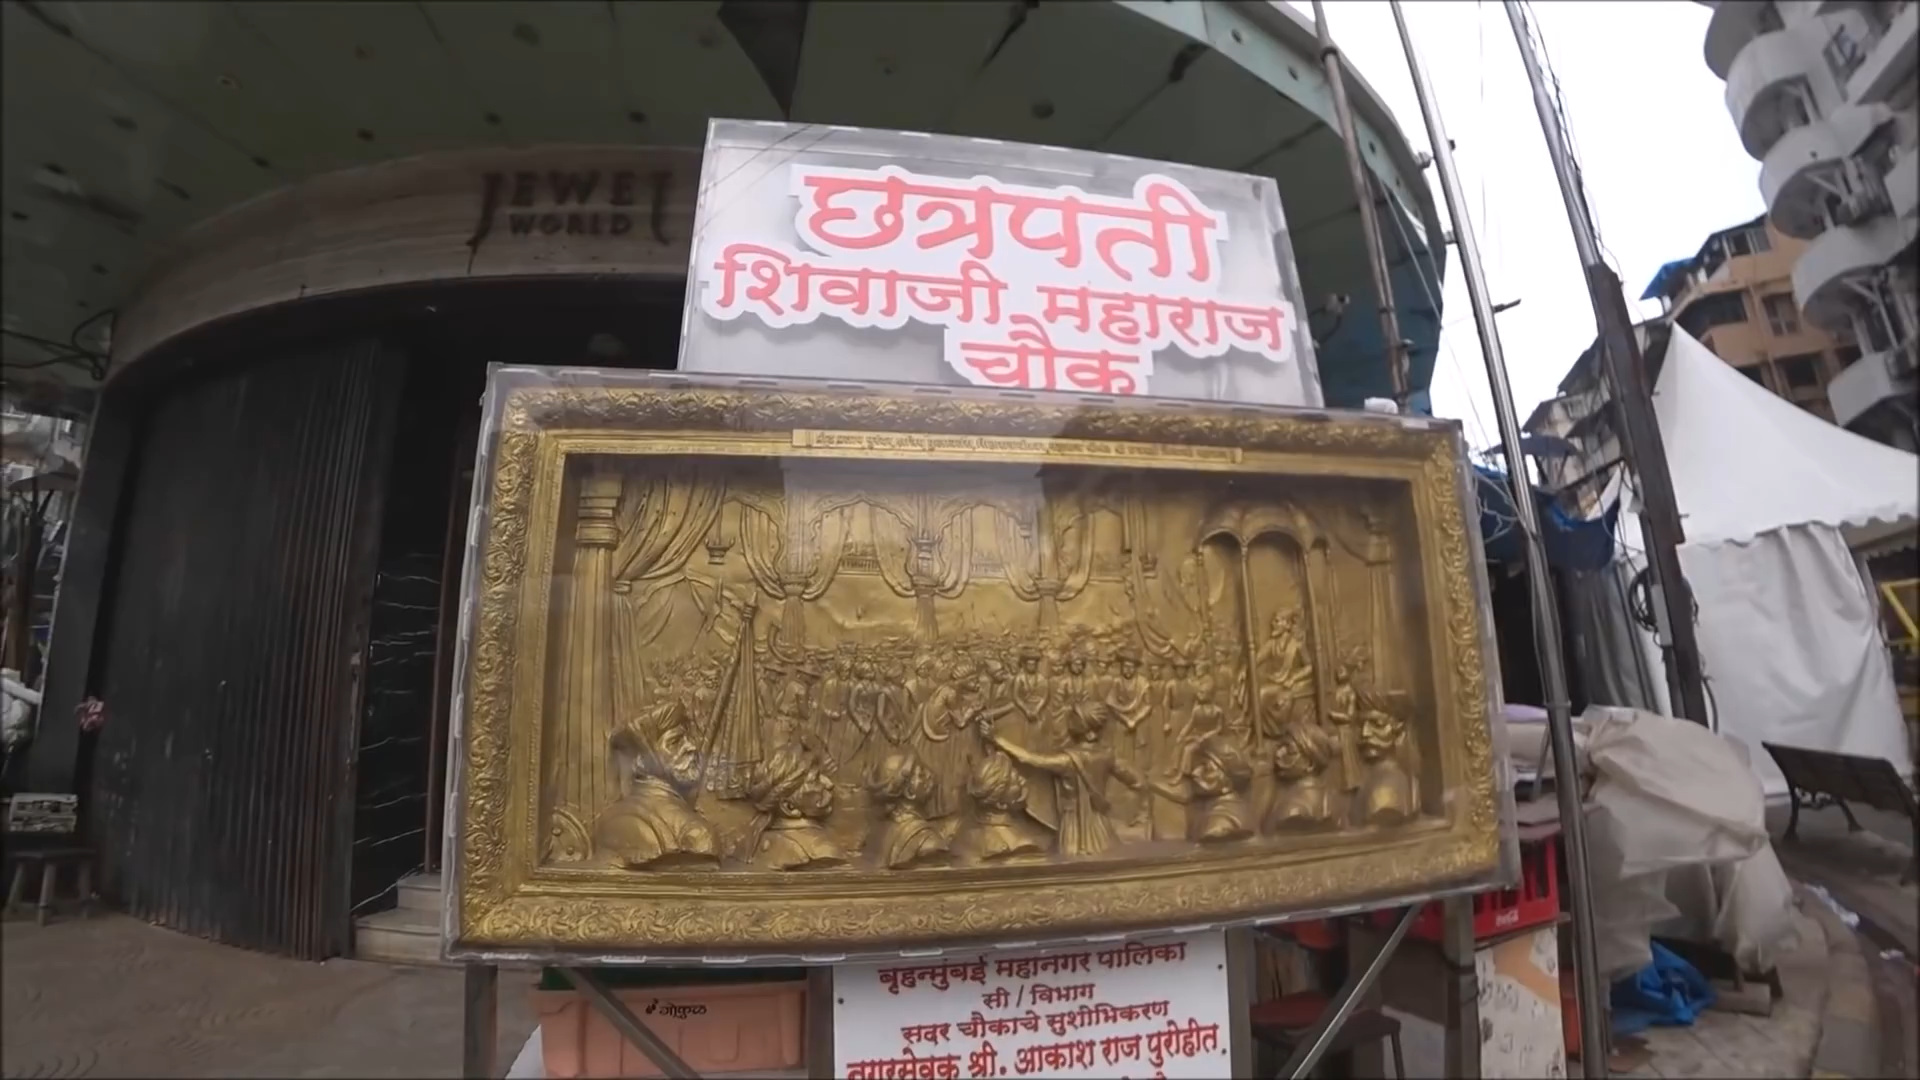 JEWEL
WORLD
छत्रपती
शिवाजी महाराज
चौक
गोकुळ
बृहन्मुंबई महानगर पालिका
सी / विभाग
सदर चौकाचे सुशोभिकरण
नगरसेवक श्री. आकाश राज पुरोहीत.